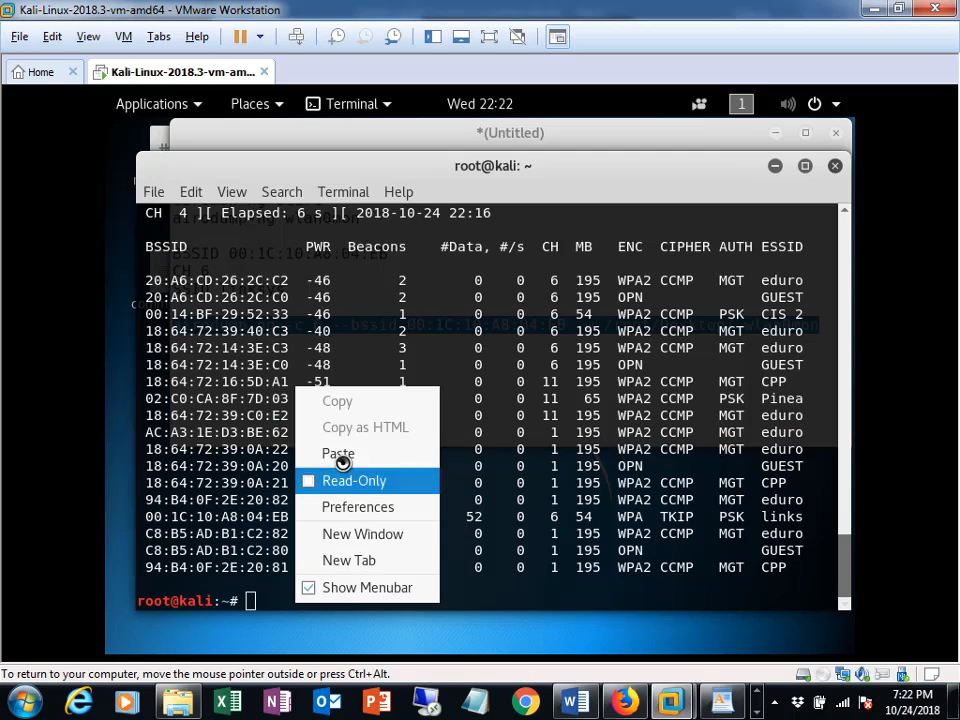 Kali-Linux-2018.3-vm-amd64 - VMware Workstation
File Edit View VM Tabs Help
Home Kali-Linux-2018.3-vm-am...
Applications Places Terminal Wed 22:22 1
*(Untitled)
root@kali: ~
File Edit View Search Terminal Help
CH 4 ][ Elapsed: 6 s ][ 2018-10-24 22:16
BSSID PWR Beacons #Data, #/s CH MB ENC CIPHER AUTH ESSID
BSSID 00:1C:10:A8:04:EB
CH 6
20:A6:CD:26:2C:C2 -46 2 0 0 6 195 WPA2 CCMP MGT eduro
20:A6:CD:26:2C:C0 -46 2 0 0 6 195 OPN GUEST
00:14:BF:29:52:33 -46 1 0 0 6 54 WPA2 CCMP PSK CIS 2
18:64:72:39:40:C3 -40 2 0 0 6 195 WPA2 CCMP MGT eduro
18:64:72:14:3E:C3 -48 3 0 0 6 195 WPA2 CCMP MGT eduro
18:64:72:14:3E:C0 -48 1 0 0 6 195 OPN GUEST
18:64:72:16:5D:A1 -51 1 0 0 11 195 WPA2 CCMP MGT CPP
02:C0:CA:8F:7D:03 0 0 11 65 WPA2 CCMP PSK Pinea
18:64:72:39:C0:E2 0 0 11 195 WPA2 CCMP MGT eduro
AC:A3:1E:D3:BE:62 0 0 1 195 WPA2 CCMP MGT eduro
18:64:72:39:0A:22 0 0 1 195 WPA2 CCMP MGT eduro
18:64:72:39:0A:20 0 0 1 195 OPN GUEST
18:64:72:39:0A:21 0 0 1 195 WPA2 CCMP MGT CPP
94:B4:0F:2E:20:82 0 0 1 195 WPA2 CCMP MGT eduro
00:1C:10:A8:04:EB 52 0 6 54 WPA TKIP PSK links
C8:B5:AD:B1:C2:82 0 0 1 195 WPA2 CCMP MGT eduro
C8:B5:AD:B1:C2:80 0 0 1 195 OPN GUEST
94:B4:0F:2E:20:81 0 0 1 195 WPA2 CCMP MGT CPP
root@kali:~#
Copy
Copy as HTML
Paste
Read-Only
Preferences
New Window
New Tab
Show Menubar
To return to your computer, move the mouse pointer outside or press Ctrl+Alt.
7:22 PM
10/24/2018